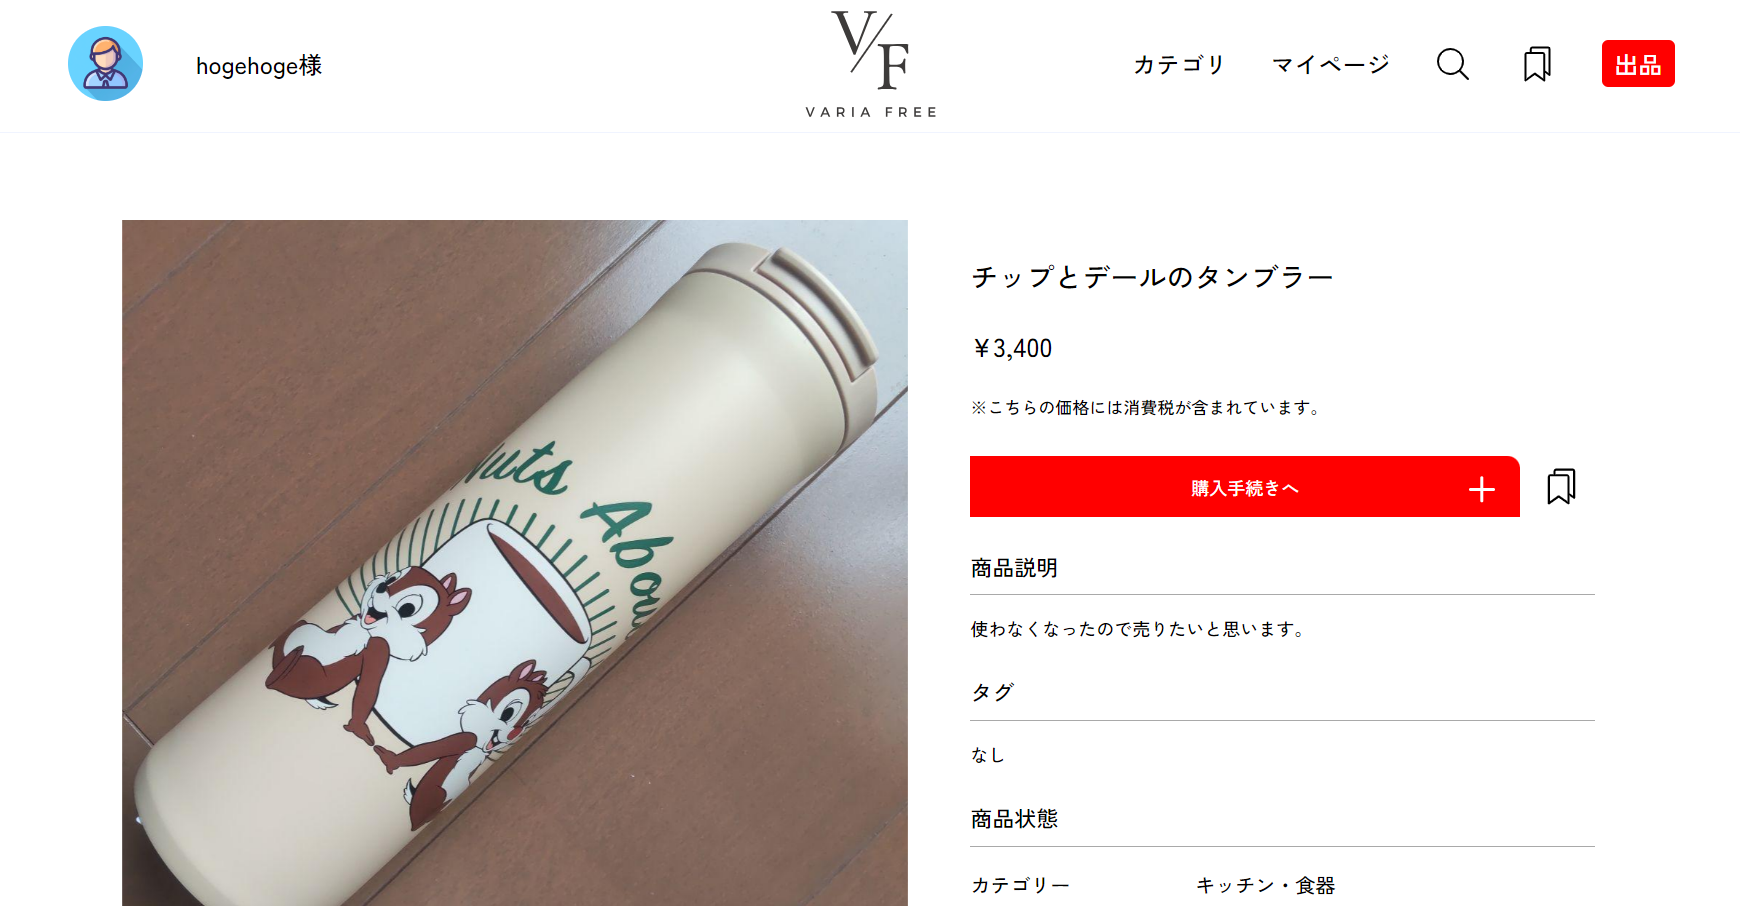 hogehoge様
V/F
VARIA FREE
カテゴリ
マイページ
出品
Nuts Abou
チップとデールのタンブラー
￥3,400
※こちらの価格には消費税が含まれています。
購入手続きへ
商品説明
使わなくなったので売りたいと思います。
タグ
なし
商品状態
カテゴリー
キッチン・食器